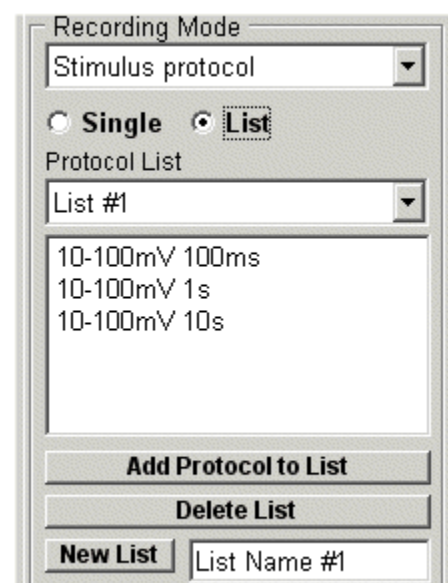 Recording Mode
Stimulus protocol
Single List
Protocol List
List #1
10-100mV 100ms
10-100mV 1s
10-100mV 10s
Add Protocol to List
Delete List
New List List Name #1